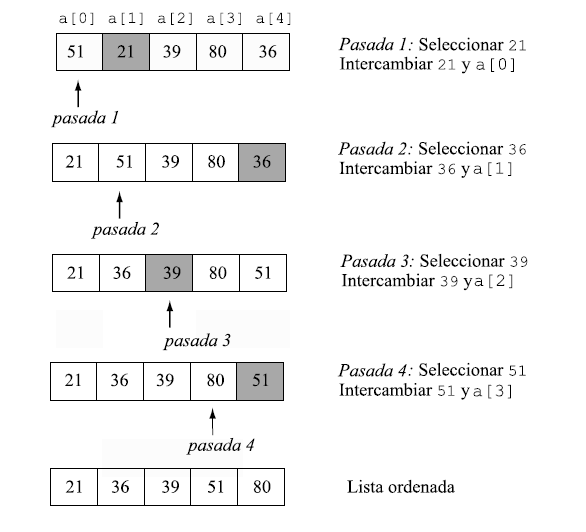 a[0] a[1] a[2] a[3] a[4]
51 21 39 80 36
Pasada 1: Seleccionar 21
Intercambiar 21 y a[0]
pasada 1
21 51 39 80 36
Pasada 2: Seleccionar 36
Intercambiar 36 y a[1]
pasada 2
21 36 39 80 51
Pasada 3: Seleccionar 39
Intercambiar 39 y a[2]
pasada 3
21 36 39 80 51
Pasada 4: Seleccionar 51
Intercambiar 51 y a[3]
pasada 4
21 36 39 51 80
Lista ordenada